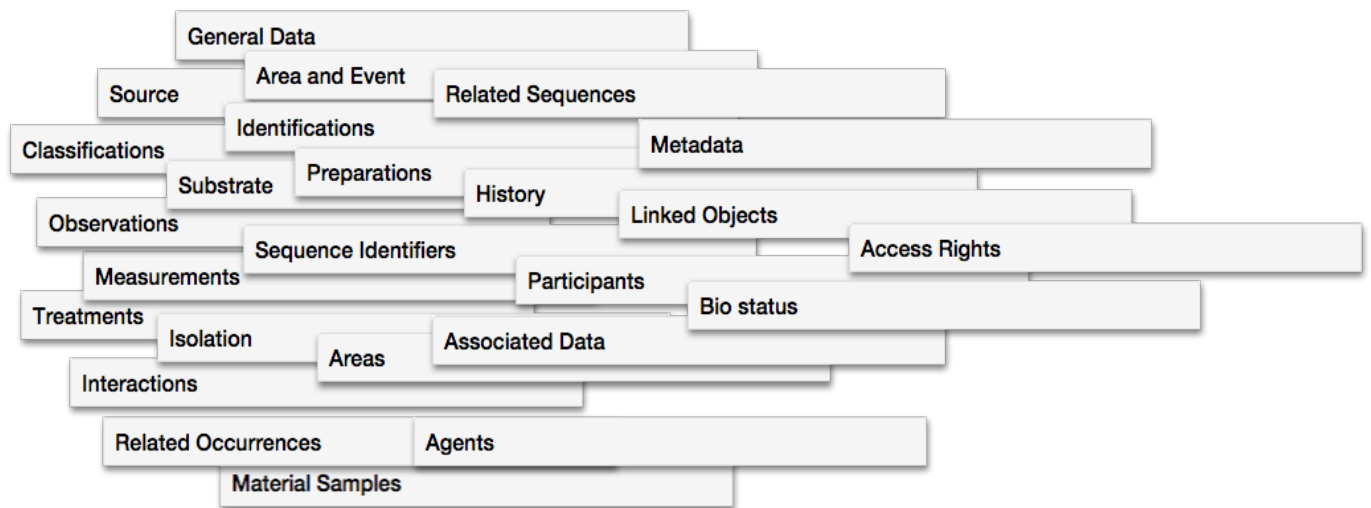 General Data
Area and Event
Source
Related Sequences
Identifications
Metadata
Classifications
Preparations
Substrate
History
Linked Objects
Observations
Sequence Identifiers
Access Rights
Measurements
Participants
Bio status
Treatments
Isolation
Associated Data
Areas
Interactions
Related Occurrences
Agents
Material Samples